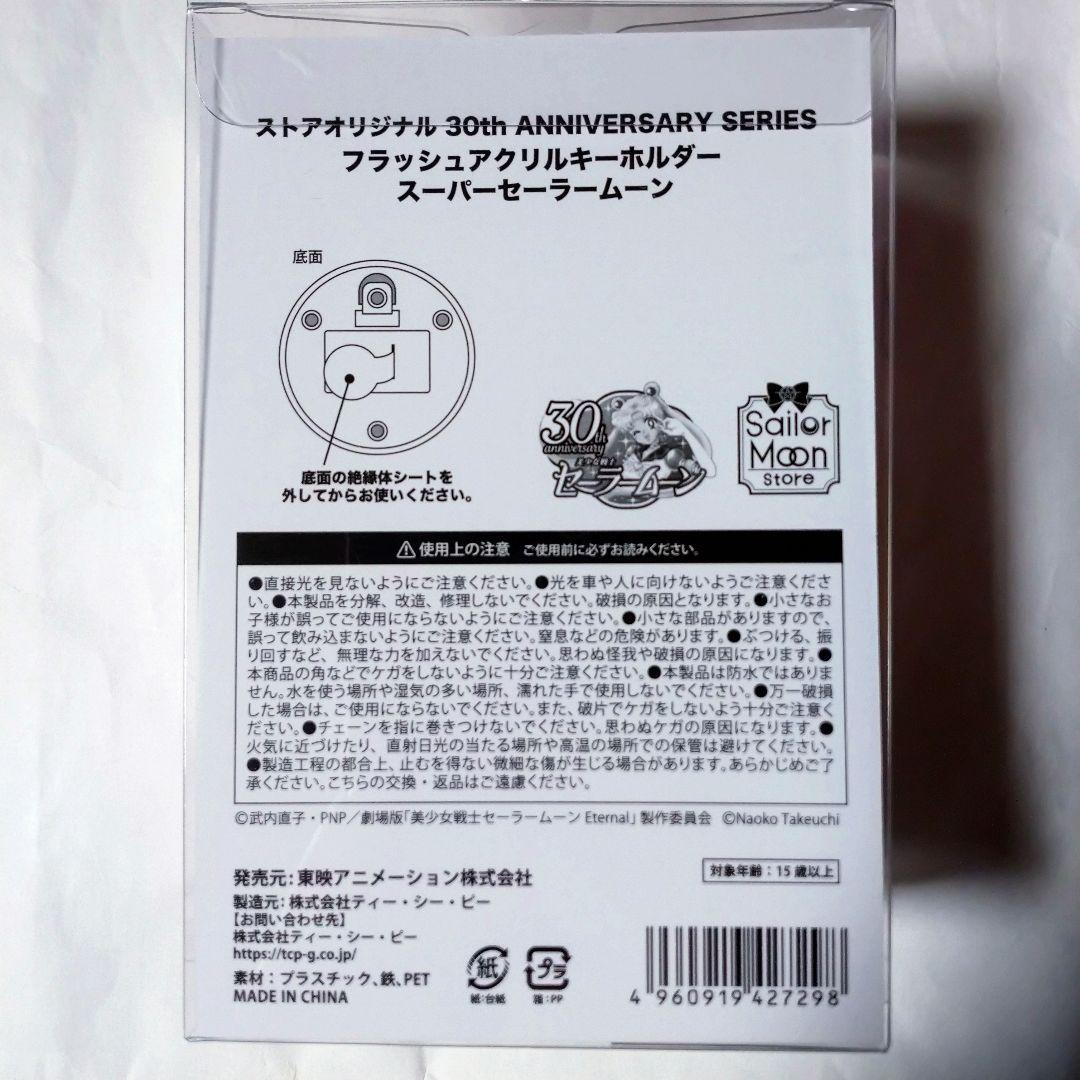 ストアオリジナル 30th ANNIVERSARY SERIES
フラッシュアクリルキーホルダー
スーパーセーラームーン
底面
底面の絶縁体シートを
外してからお使いください。
30th
anniversary
美少女戦士
セーラームーン
Sailor
Moon
store
⚠使用上の注意 ご使用前に必ずお読みください。
●直接光を見ないようにご注意ください。●光を車や人に向けないようご注意くださ
い。●本製品を分解、改造、修理しないでください。破損の原因となります。●小さなお
子様が誤ってご使用にならないようにご注意ください。●小さな部品がありますので、
誤って飲み込まないようにご注意ください。窒息などの危険があります。●ぶつける、振
り回すなど、無理な力を加えないでください。思わぬ怪我や破損の原因になります。●
本商品の角などでケガをしないように十分ご注意ください。●本製品は防水ではありま
せん。水を使う場所や湿気の多い場所、濡れた手で使用しないでください。●万一破損
した場合は、ご使用にならないでください。また、破片でケガをしないよう十分ご注意くだ
さい。●チェーンを指に巻きつけないでください。思わぬケガの原因になります。●
火気に近づけたり、直射日光の当たる場所や高温の場所での保管は避けてください。
●製造工程の都合上、止むを得ない微細な傷が生じる場合があります。あらかじめご了
承ください。こちらの交換・返品はご遠慮ください。
©武内直子・PNP/劇場版「美少女戦士セーラームーン Eternal」製作委員会 ©Naoko Takeuchi
発売元:東映アニメーション株式会社
対象年齢:15歳以上
製造元:株式会社ティー・シー・ピー
【お問い合わせ先】
株式会社ティー・シー・ピー
https://tcp-g.co.jp/
素材:プラスチック、鉄、PET
MADE IN CHINA
紙
紙:台紙
プラ
箱:PP
4 960919 427298